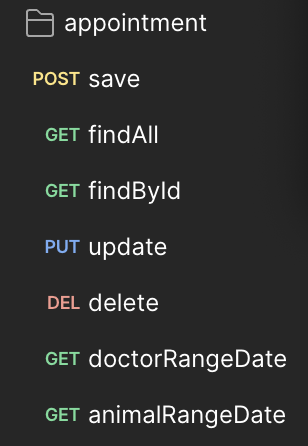 appointment
POST save
GET findAll
GET findById
PUT update
DEL delete
GET doctorRangeDate
GET animalRangeDate